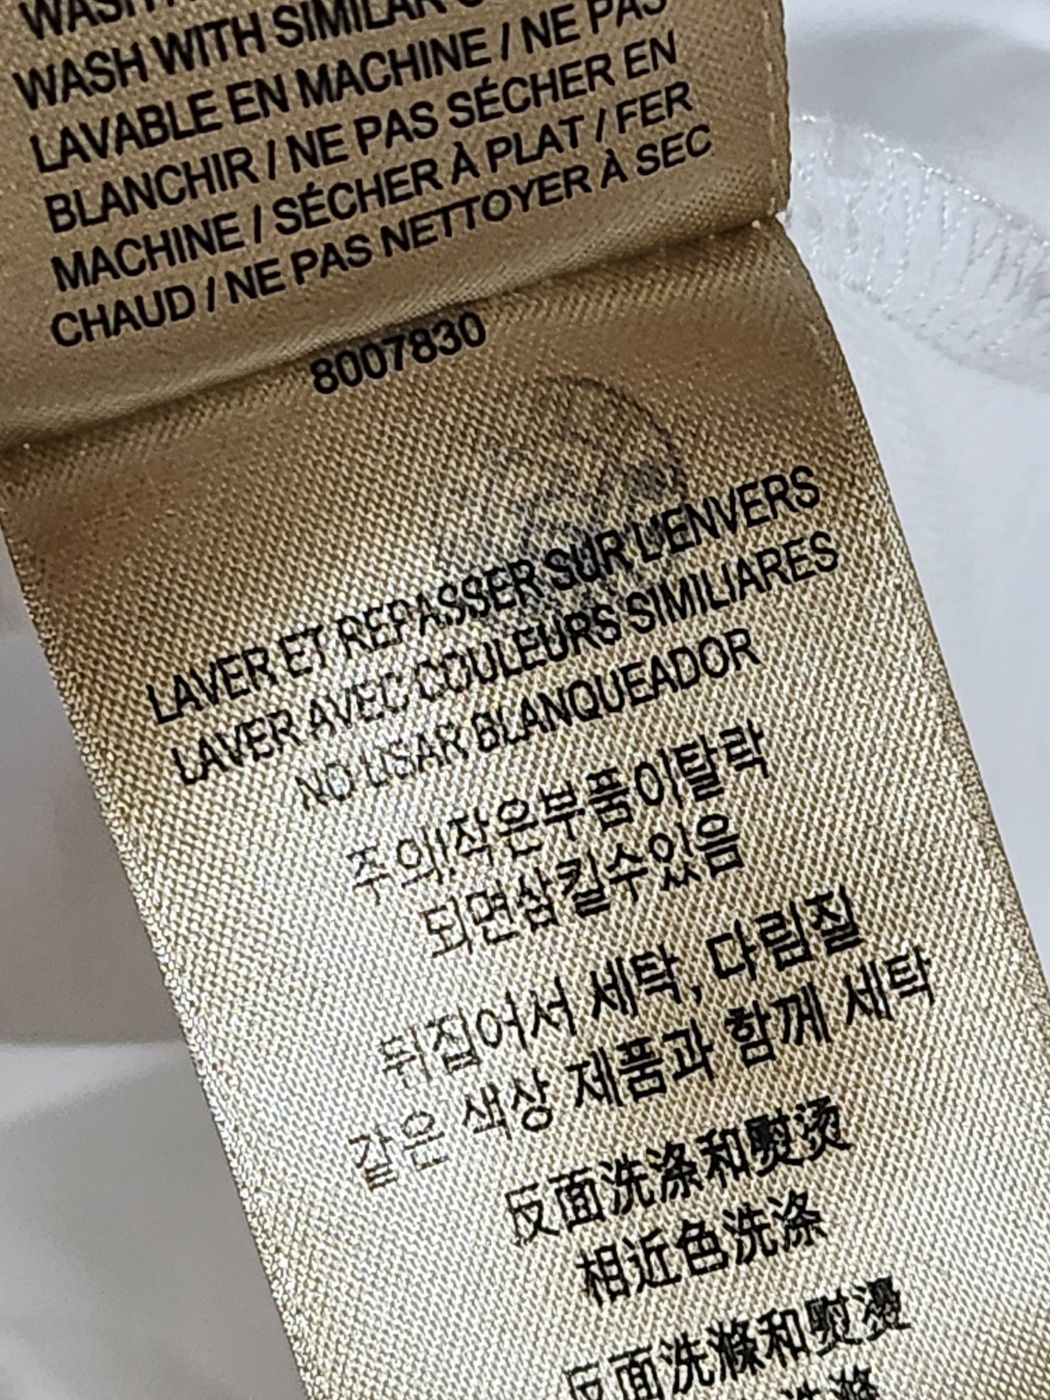 WASH WITH SIMILAR
LAVABLE EN MACHINE / NE PAS
BLANCHIR / NE PAS SÉCHER EN
MACHINE / SÉCHER À PLAT / FER
CHAUD / NE PAS NETTOYER À SEC
8007830
LAVER ET REPASSER SUR L'ENVERS
LAVER AVEC COULEURS SIMILIARES
NO USAR BLANQUEADOR
주의!작은부품이탈락
되면삼킬수있음
뒤집어서 세탁, 다림질
같은 색상 제품과 함께 세탁
反面洗涤和熨烫
相近色洗涤
反面洗滌和熨燙